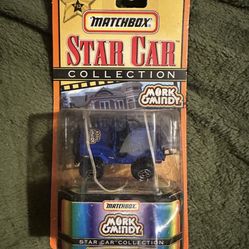 MATCHBOX
STAR CAR
COLLECTION
MORK
& MINDY
MATCHBOX
MORK
& MINDY
STAR CAR COLLECTION